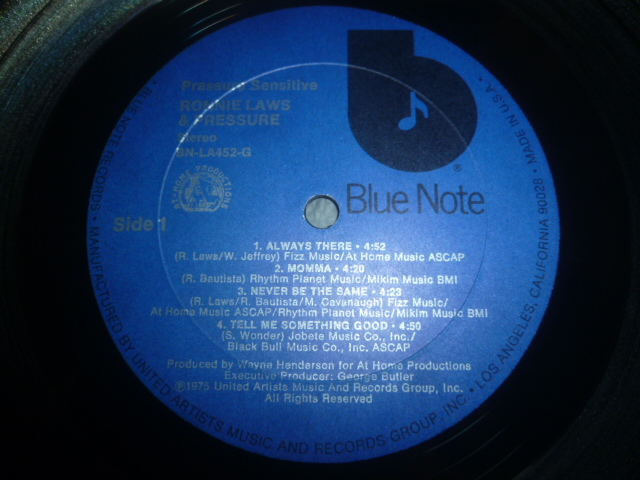 Pressure Sensitive
RONNIE LAWS
& PRESSURE
Stereo
BN-LA452-G
AT-HOME PRODUCTIONS
Side 1
b
Blue Note
1. ALWAYS THERE • 4:52
(R. Laws/W. Jeffrey) Fizz Music/At Home Music ASCAP
2. MOMMA • 4:20
(R. Bautista) Rhythm Planet Music/Mikim Music BMI
3. NEVER BE THE SAME • 4:23
(R. Laws/R. Bautista/M. Cavanaugh) Fizz Music/
At Home Music ASCAP/Rhythm Planet Music/Mikim Music BMI
4. TELL ME SOMETHING GOOD • 4:50
(S. Wonder) Jobete Music Co., Inc./
Black Bull Music Co., Inc. ASCAP
Produced by Wayne Henderson for At Home Productions
Executive Producer: George Butler
℗1975 United Artists Music And Records Group, Inc.
All Rights Reserved
BLUE NOTE RECORDS • MANUFACTURED BY UNITED ARTISTS MUSIC AND RECORDS GROUP, INC • LOS ANGELES, CALIFORNIA 90028 • MADE IN U.S.A.